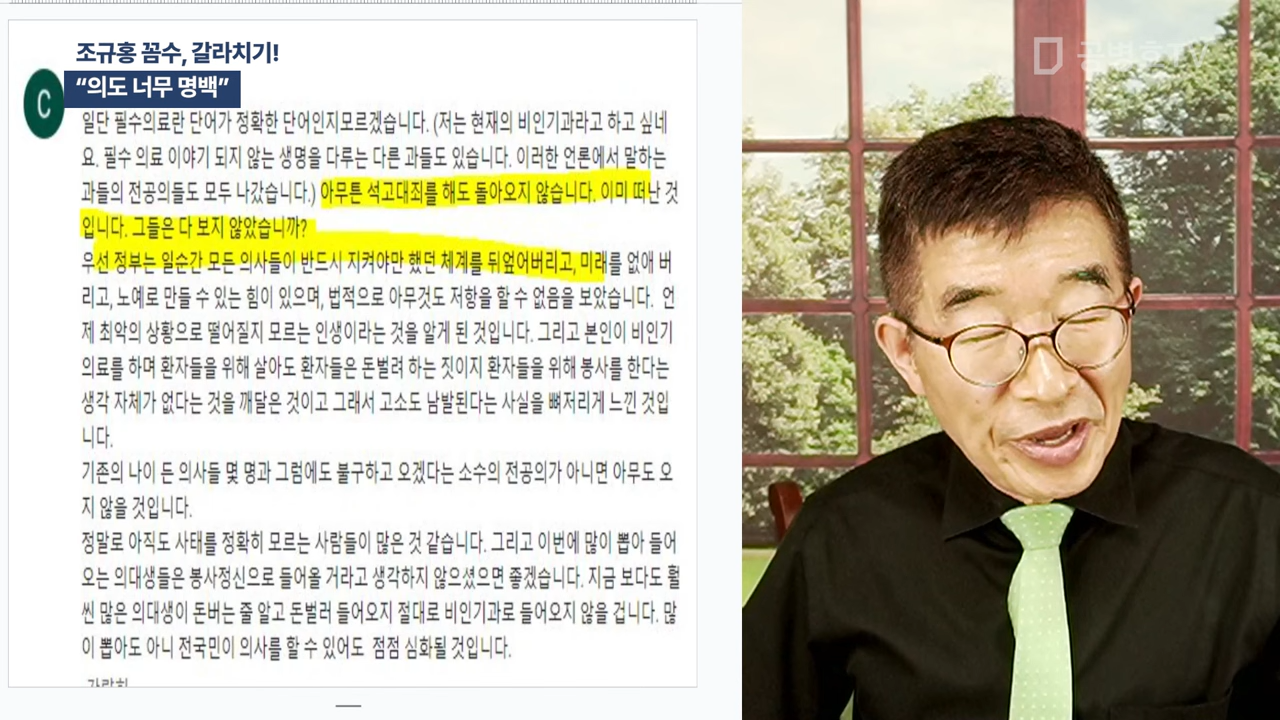 조규홍 꼼수, 갈라치기!
“의도 너무 명백”
C
공병호TV
일단 필수의료란 단어가 정확한 단어인지모르겠습니다. (저는 현재의 비인기과라고 하고 싶네
요. 필수 의료 이야기 되지 않는 생명을 다루는 다른 과들도 있습니다. 이러한 언론에서 말하는
과들의 전공의들도 모두 나갔습니다.) 아무튼 석고대죄를 해도 돌아오지 않습니다. 이미 떠난 것
입니다. 그들은 다 보지 않았습니까?
우선 정부는 일순간 모든 의사들이 반드시 지켜야만 했던 체계를 뒤엎어버리고, 미래를 없애 버
리고, 노예로 만들 수 있는 힘이 있으며, 법적으로 아무것도 저항을 할 수 없음을 보았습니다. 언
제 최악의 상황으로 떨어질지 모르는 인생이라는 것을 알게 된 것입니다. 그리고 본인이 비인기
의료를 하며 환자들을 위해 살아도 환자들은 돈벌려 하는 짓이지 환자들을 위해 봉사를 한다는
생각 자체가 없다는 것을 깨달은 것이고 그래서 고소도 남발된다는 사실을 뼈저리게 느낀 것입
니다.
기존의 나이 든 의사들 몇 명과 그럼에도 불구하고 오겠다는 소수의 전공의가 아니면 아무도 오
지 않을 것입니다.
정말로 아직도 사태를 정확히 모르는 사람들이 많은 것 같습니다. 그리고 이번에 많이 뽑아 들어
오는 의대생들은 봉사정신으로 들어올 거라고 생각하지 않으셨으면 좋겠습니다. 지금 보다도 훨
씬 많은 의대생이 돈버는 줄 알고 돈벌러 들어오지 절대로 비인기과로 들어오지 않을 겁니다. 많
이 뽑아도 아니 전국민이 의사를 할 수 있어도 점점 심화될 것입니다.